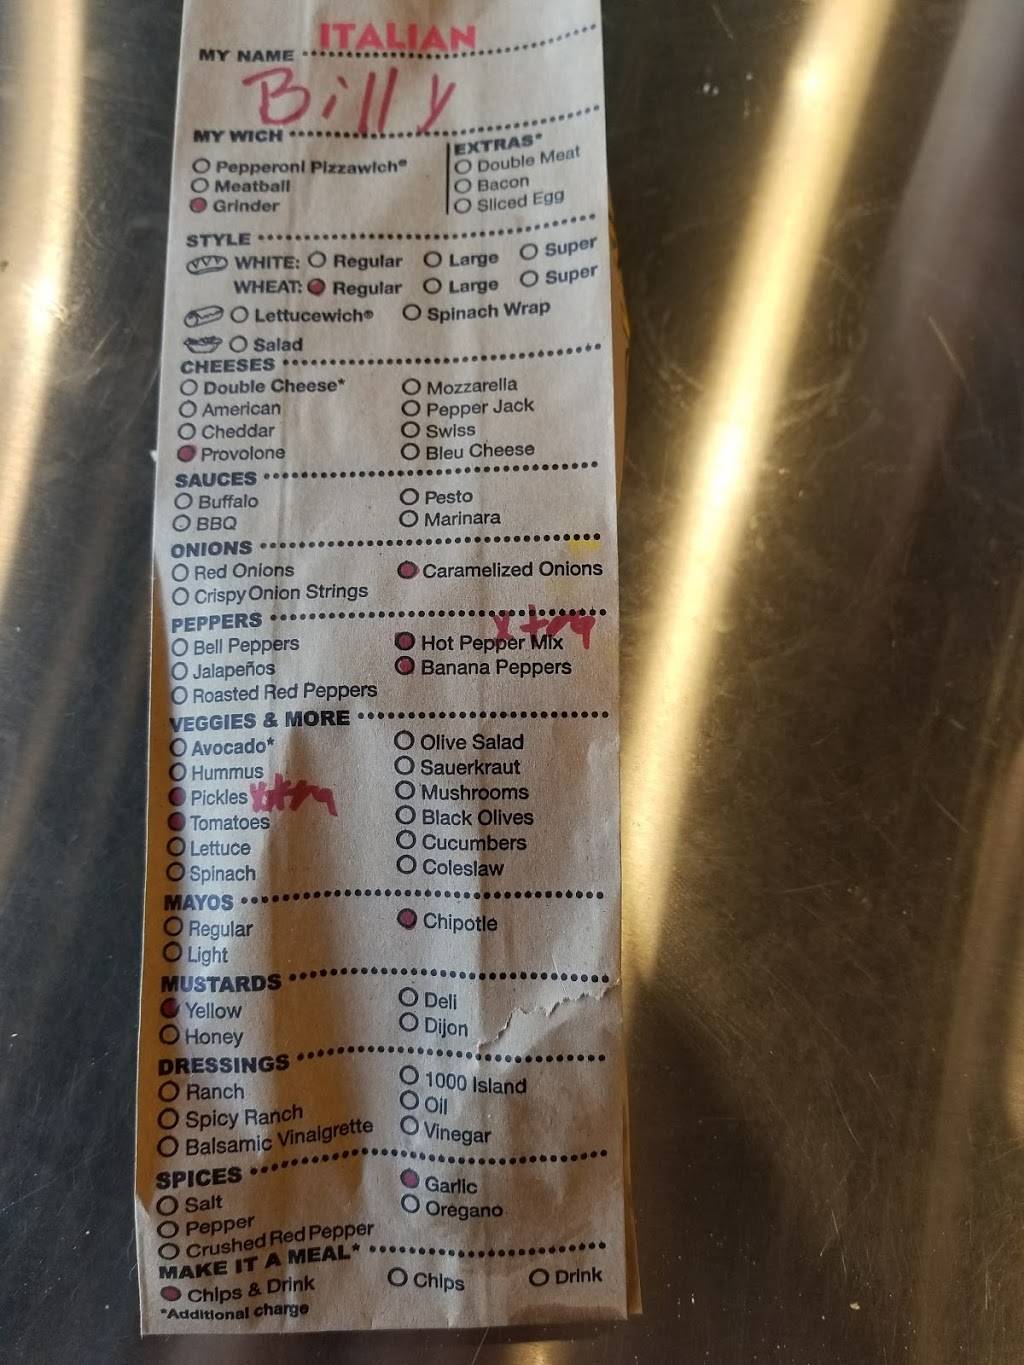 ITALIAN
MY NAME
Billy
MY WICH
Pepperoni Pizzawich®
Meatball
Grinder
EXTRAS*
Double Meat
Bacon
Sliced Egg
STYLE
WHITE: Regular Large Super
WHEAT: Regular Large Super
Lettucewich® Spinach Wrap
Salad
CHEESES
Double Cheese* Mozzarella
American Pepper Jack
Cheddar Swiss
Provolone Bleu Cheese
SAUCES
Buffalo Pesto
BBQ Marinara
ONIONS
Red Onions Caramelized Onions
Crispy Onion Strings
PEPPERS
xtra
Bell Peppers Hot Pepper Mix
Jalapeños Banana Peppers
Roasted Red Peppers
VEGGIES & MORE
Avocado* Olive Salad
Hummus Sauerkraut
Pickles xtra Mushrooms
Tomatoes Black Olives
Lettuce Cucumbers
Spinach Coleslaw
MAYOS
Regular Chipotle
Light
MUSTARDS
Yellow Deli
Honey Dijon
DRESSINGS
Ranch 1000 Island
Spicy Ranch Oil
Balsamic Vinaigrette Vinegar
SPICES
Salt Garlic
Pepper Oregano
Crushed Red Pepper
MAKE IT A MEAL*
Chips & Drink Chips Drink
*Additional charge